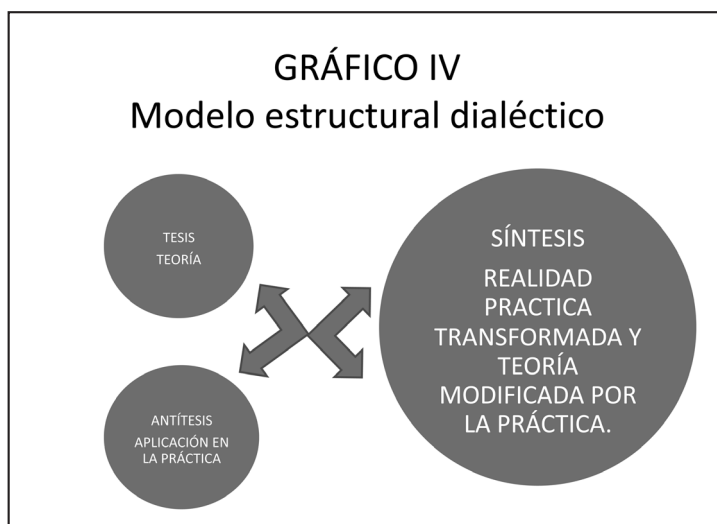 GRÁFICO IV
Modelo estructural dialéctico
TESIS
TEORÍA
ANTÍTESIS
APLICACIÓN EN
LA PRÁCTICA
SÍNTESIS
REALIDAD
PRACTICA
TRANSFORMADA Y
TEORÍA
MODIFICADA POR
LA PRÁCTICA.